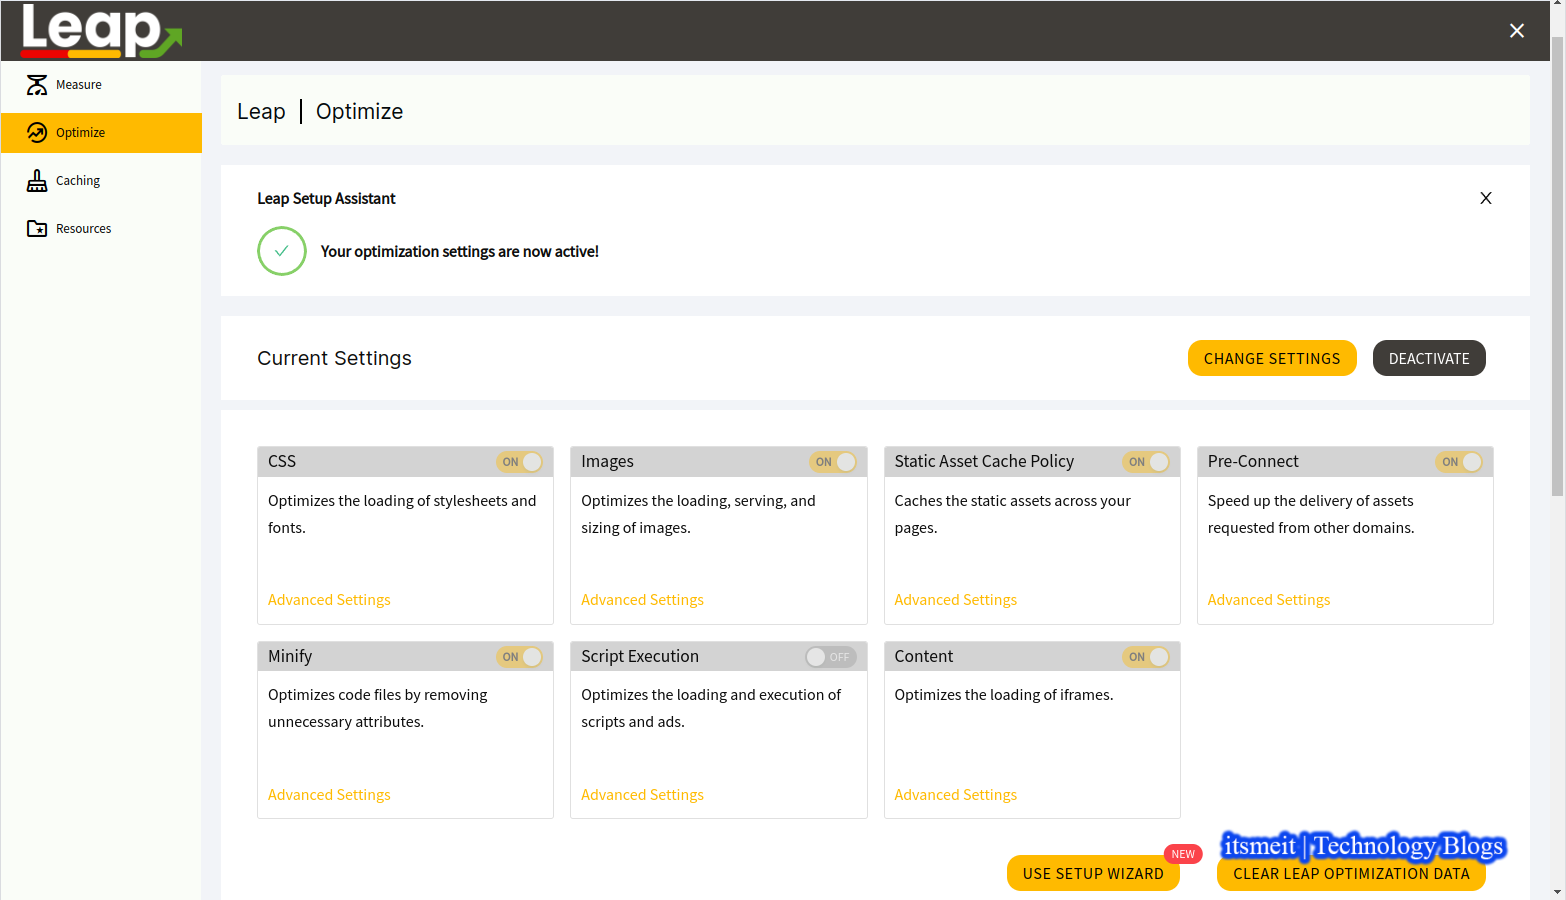 Leap
Measure
Optimize
Caching
Resources
Leap | Optimize
Leap Setup Assistant
X
Your optimization settings are now active!
Current Settings
CHANGE SETTINGS
DEACTIVATE
CSS ON
Optimizes the loading of stylesheets and
fonts.
Advanced Settings
Images ON
Optimizes the loading, serving, and
sizing of images.
Advanced Settings
Static Asset Cache Policy ON
Caches the static assets across your
pages.
Advanced Settings
Pre-Connect ON
Speed up the delivery of assets
requested from other domains.
Advanced Settings
Minify ON
Optimizes code files by removing
unnecessary attributes.
Advanced Settings
Script Execution OFF
Optimizes the loading and execution of
scripts and ads.
Advanced Settings
Content ON
Optimizes the loading of iframes.
Advanced Settings
itsmeit | Technology Blogs
NEW
USE SETUP WIZARD
CLEAR LEAP OPTIMIZATION DATA